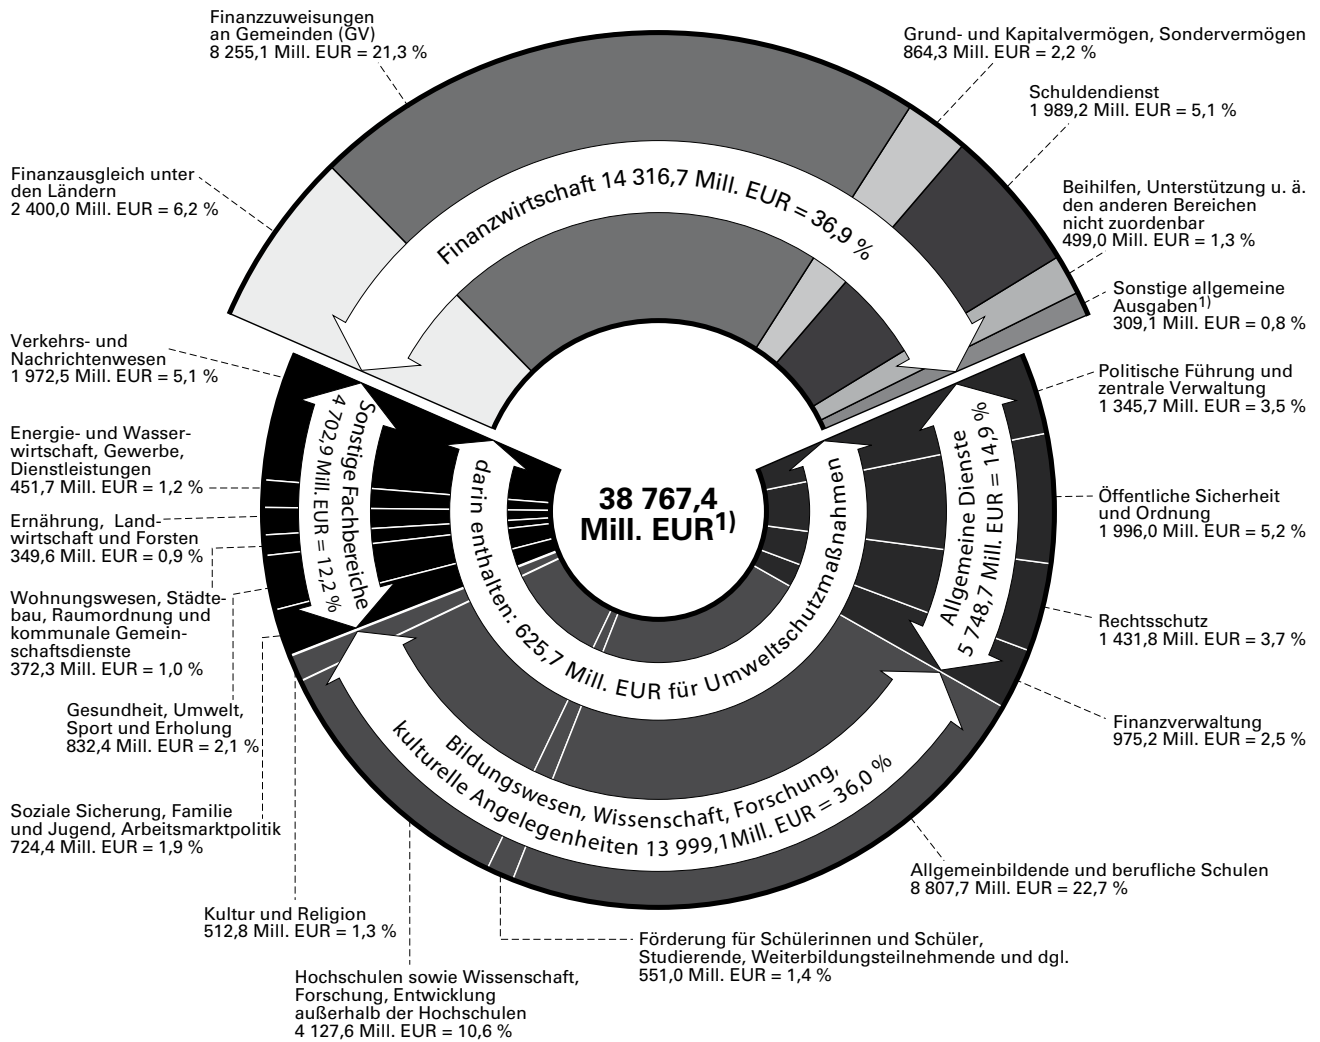 Finanzzuweisungen
an Gemeinden (GV)
8 255,1 Mill. EUR = 21,3 %
Grund- und Kapitalvermögen, Sondervermögen
864,3 Mill. EUR = 2,2 %
Schuldendienst
1 989,2 Mill. EUR = 5,1 %
Finanzausgleich unter
den Ländern
2 400,0 Mill. EUR = 6,2 %
Beihilfen, Unterstützung u. ä.
den anderen Bereichen
nicht zuordenbar
499,0 Mill. EUR = 1,3 %
Sonstige allgemeine
Ausgaben1)
309,1 Mill. EUR = 0,8 %
Finanzwirtschaft 14 316,7 Mill. EUR = 36,9 %
Verkehrs- und
Nachrichtenwesen
1 972,5 Mill. EUR = 5,1 %
Politische Führung und
zentrale Verwaltung
1 345,7 Mill. EUR = 3,5 %
Energie- und Wasser-
wirtschaft, Gewerbe,
Dienstleistungen
451,7 Mill. EUR = 1,2 %
Sonstige Fachbereiche
4 702,9 Mill. EUR = 12,2 %
darin enthalten: 625,7 Mill. EUR für Umweltschutzmaßnahmen
38 767,4
Mill. EUR1)
Allgemeine Dienste
5 748,7 Mill. EUR = 14,9 %
Öffentliche Sicherheit
und Ordnung
1 996,0 Mill. EUR = 5,2 %
Ernährung, Land-
wirtschaft und Forsten
349,6 Mill. EUR = 0,9 %
Wohnungswesen, Städte-
bau, Raumordnung und
kommunale Gemein-
schaftsdienste
372,3 Mill. EUR = 1,0 %
Rechtsschutz
1 431,8 Mill. EUR = 3,7 %
Gesundheit, Umwelt,
Sport und Erholung
832,4 Mill. EUR = 2,1 %
Finanzverwaltung
975,2 Mill. EUR = 2,5 %
Bildungswesen, Wissenschaft, Forschung,
kulturelle Angelegenheiten 13 999,1Mill. EUR = 36,0 %
Soziale Sicherung, Familie
und Jugend, Arbeitsmarktpolitik
724,4 Mill. EUR = 1,9 %
Allgemeinbildende und berufliche Schulen
8 807,7 Mill. EUR = 22,7 %
Kultur und Religion
512,8 Mill. EUR = 1,3 %
Förderung für Schülerinnen und Schüler,
Studierende, Weiterbildungsteilnehmende und dgl.
551,0 Mill. EUR = 1,4 %
Hochschulen sowie Wissenschaft,
Forschung, Entwicklung
außerhalb der Hochschulen
4 127,6 Mill. EUR = 10,6 %